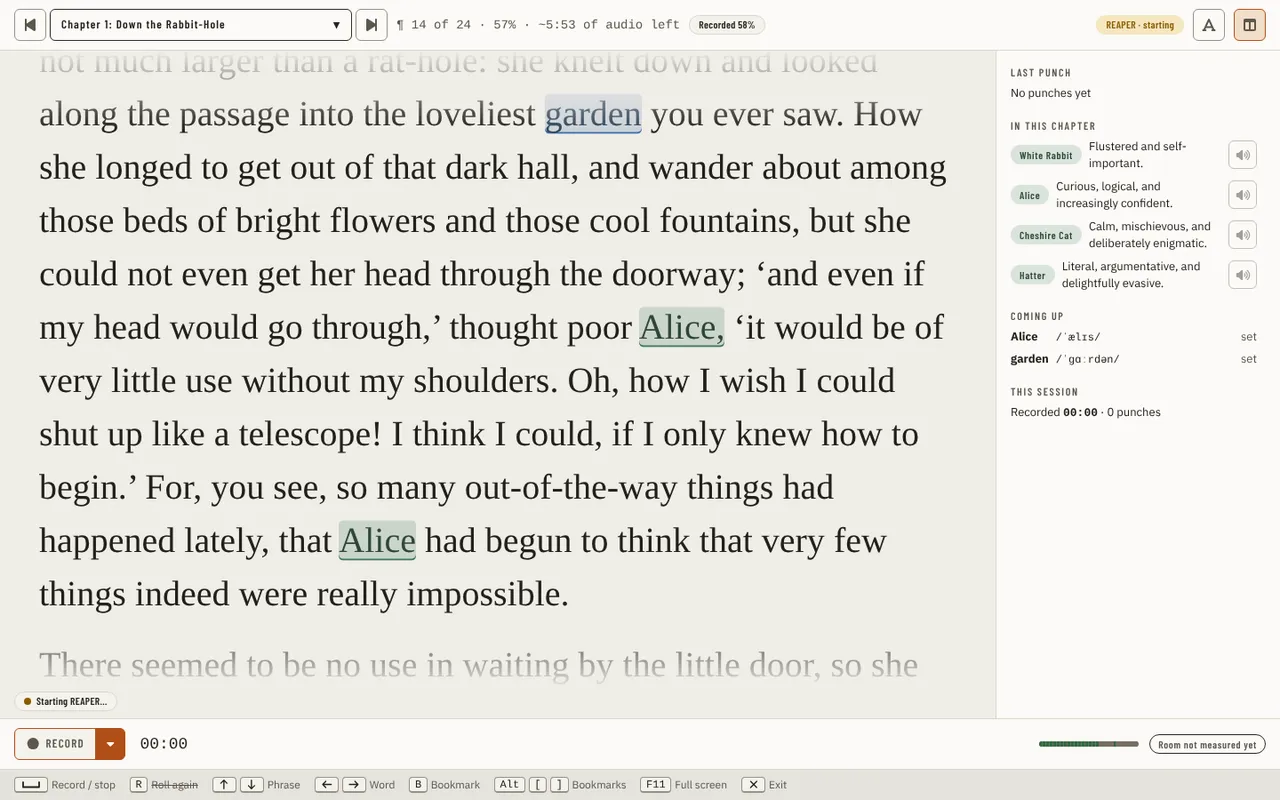 Chapter 1: Down the Rabbit-Hole ▼
¶ 14 of 24 · 57% · ~5:53 of audio left
Recorded 58%
REAPER · starting
A
not much larger than a rat-hole: she knelt down and looked
along the passage into the loveliest garden you ever saw. How
she longed to get out of that dark hall, and wander about among
those beds of bright flowers and those cool fountains, but she
could not even get her head through the doorway; ‘and even if
my head would go through,’ thought poor Alice, ‘it would be of
very little use without my shoulders. Oh, how I wish I could
shut up like a telescope! I think I could, if I only knew how to
begin.’ For, you see, so many out-of-the-way things had
happened lately, that Alice had begun to think that very few
things indeed were really impossible.
There seemed to be no use in waiting by the little door, so she
Starting REAPER...
LAST PUNCH
No punches yet
IN THIS CHAPTER
White Rabbit Flustered and self-
important.
Alice Curious, logical, and
increasingly confident.
Cheshire Cat Calm, mischievous, and
deliberately enigmatic.
Hatter Literal, argumentative, and
delightfully evasive.
COMING UP
Alice /ˈælɪs/ set
garden /ˈɡɑːrdən/ set
THIS SESSION
Recorded 00:00 · 0 punches
RECORD 00:00
Room not measured yet
Record / stop R Roll again ↑ ↓ Phrase ← → Word B Bookmark Alt [ ] Bookmarks F11 Full screen ✕ Exit